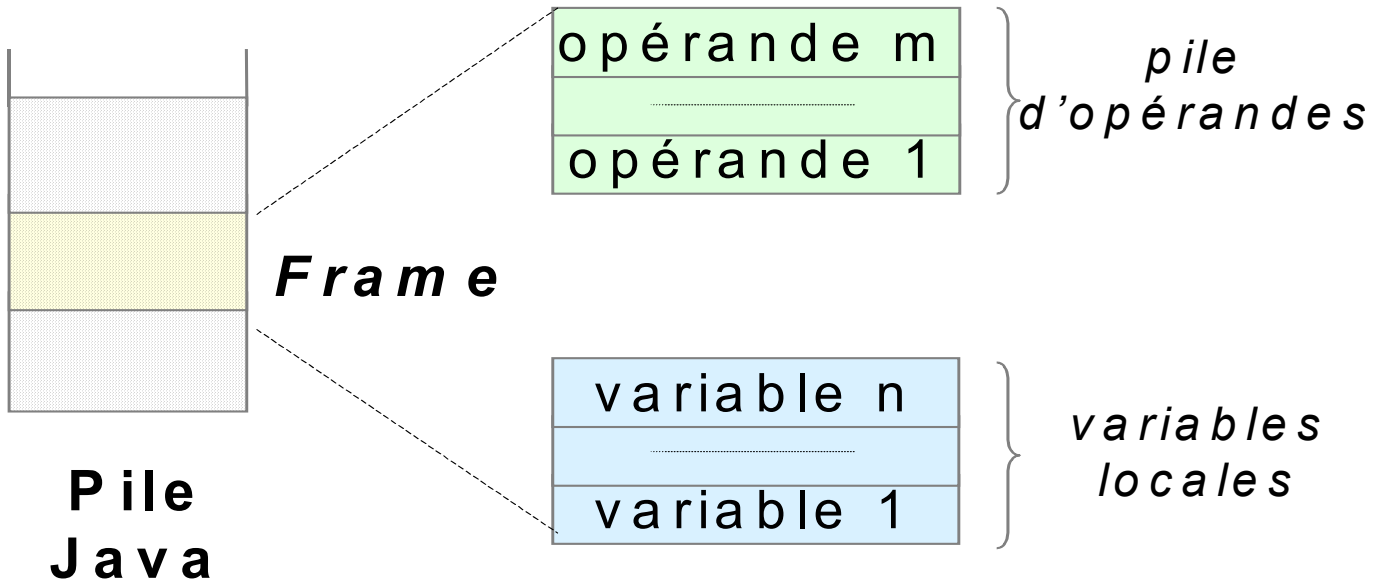 opérande m
opérande 1
pile
d'opérandes
Frame
variable n
variable 1
variables
locales
Pile
Java